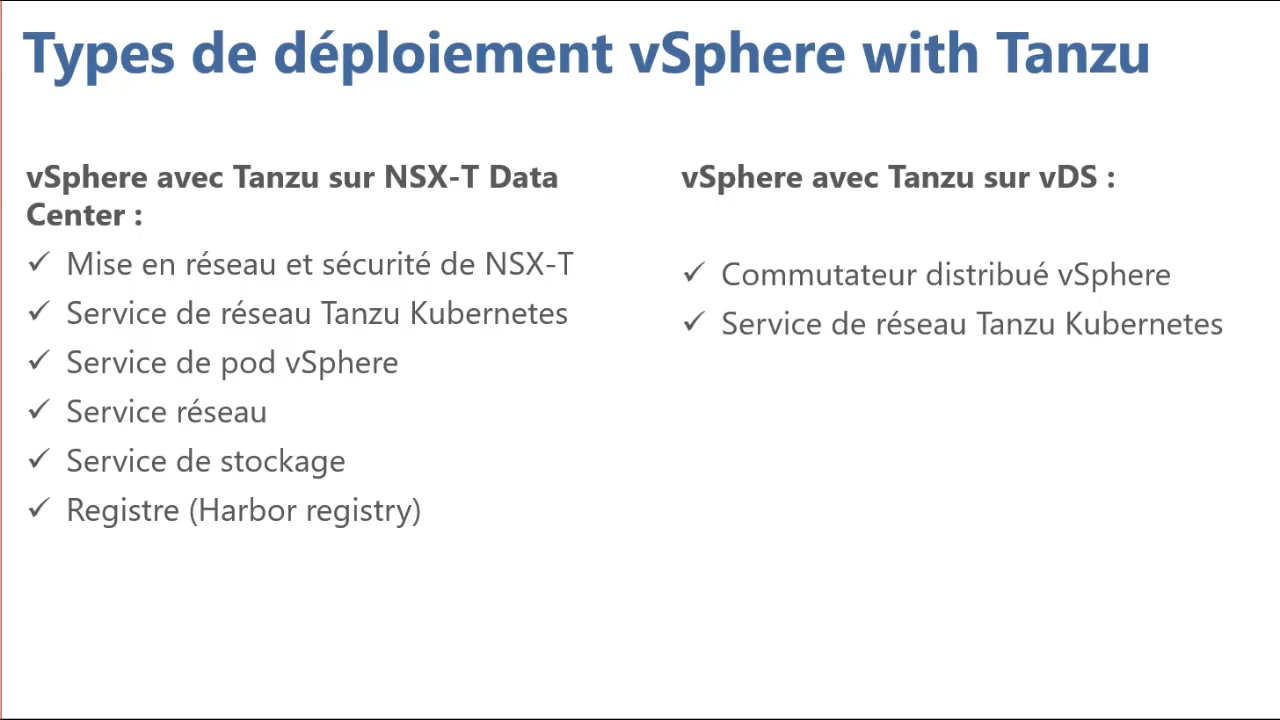 Types de déploiement vSphere with Tanzu
vSphere avec Tanzu sur NSX-T Data
Center :
✓ Mise en réseau et sécurité de NSX-T
✓ Service de réseau Tanzu Kubernetes
✓ Service de pod vSphere
✓ Service réseau
✓ Service de stockage
✓ Registre (Harbor registry)
vSphere avec Tanzu sur vDS :
✓ Commutateur distribué vSphere
✓ Service de réseau Tanzu Kubernetes